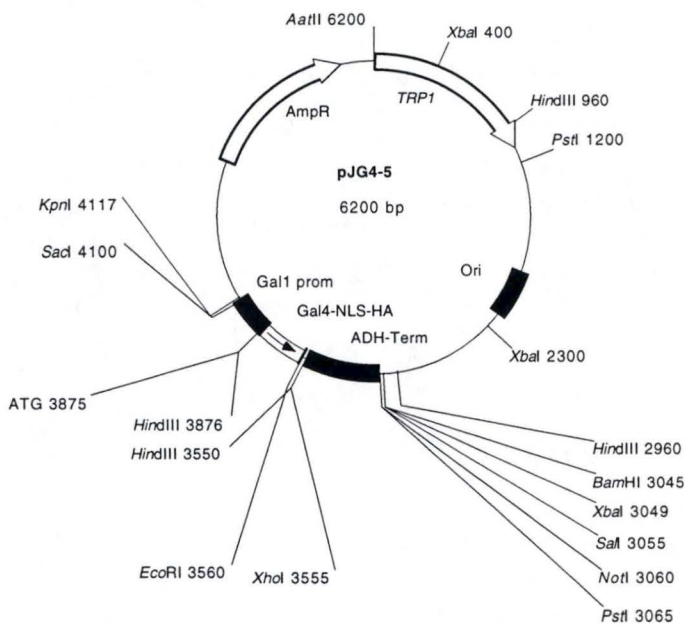 AatII 6200
XbaI 400
AmpR
TRP1
HindIII 960
PstI 1200
pJG4-5
6200 bp
KpnI 4117
SacI 4100
Gal1 prom
Ori
Gal4-NLS-HA
ADH-Term
XbaI 2300
ATG 3875
HindIII 3876
HindIII 3550
HindIII 2960
BamHI 3045
XbaI 3049
SalI 3055
EcoRI 3560
XhoI 3555
NotI 3060
PstI 3065